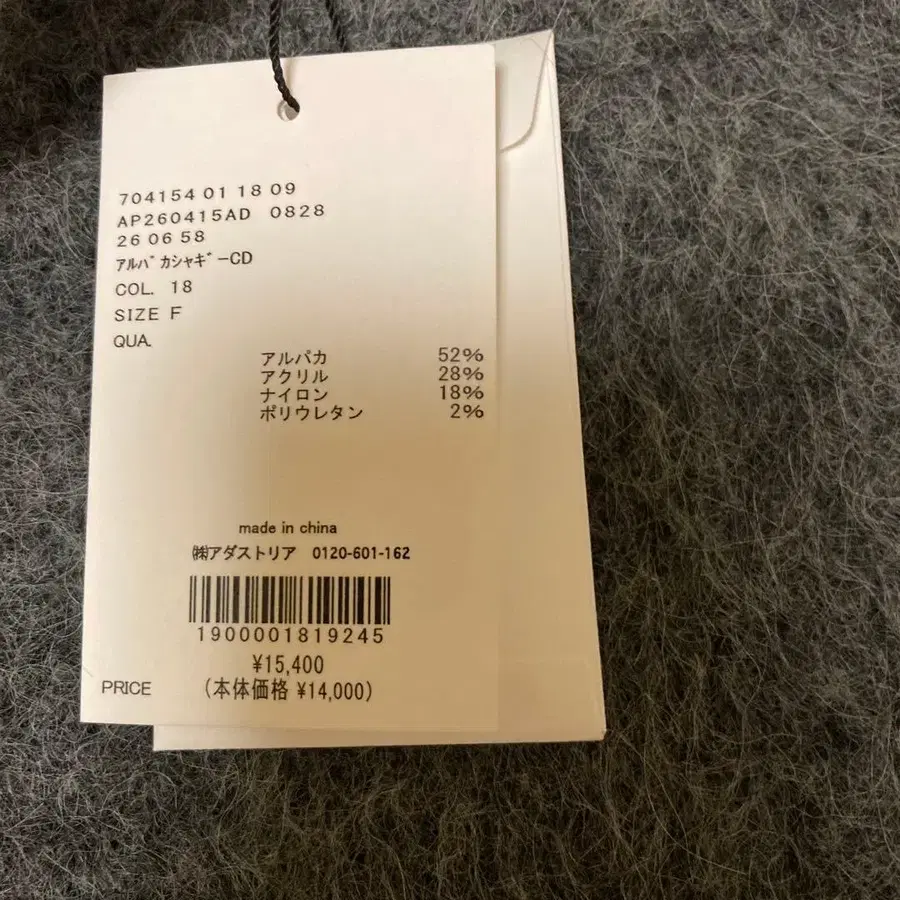 704154 01 18 09
AP260415AD 0828
26 06 58
ｱﾙﾊﾟｶｼｬｷﾞｰCD
COL. 18
SIZE F
QUA.
アルパカ 52%
アクリル 28%
ナイロン 18%
ポリウレタン 2%
made in china
㈱アダストリア 0120-601-162
1900001819245
¥15,400
PRICE (本体価格 ¥14,000)